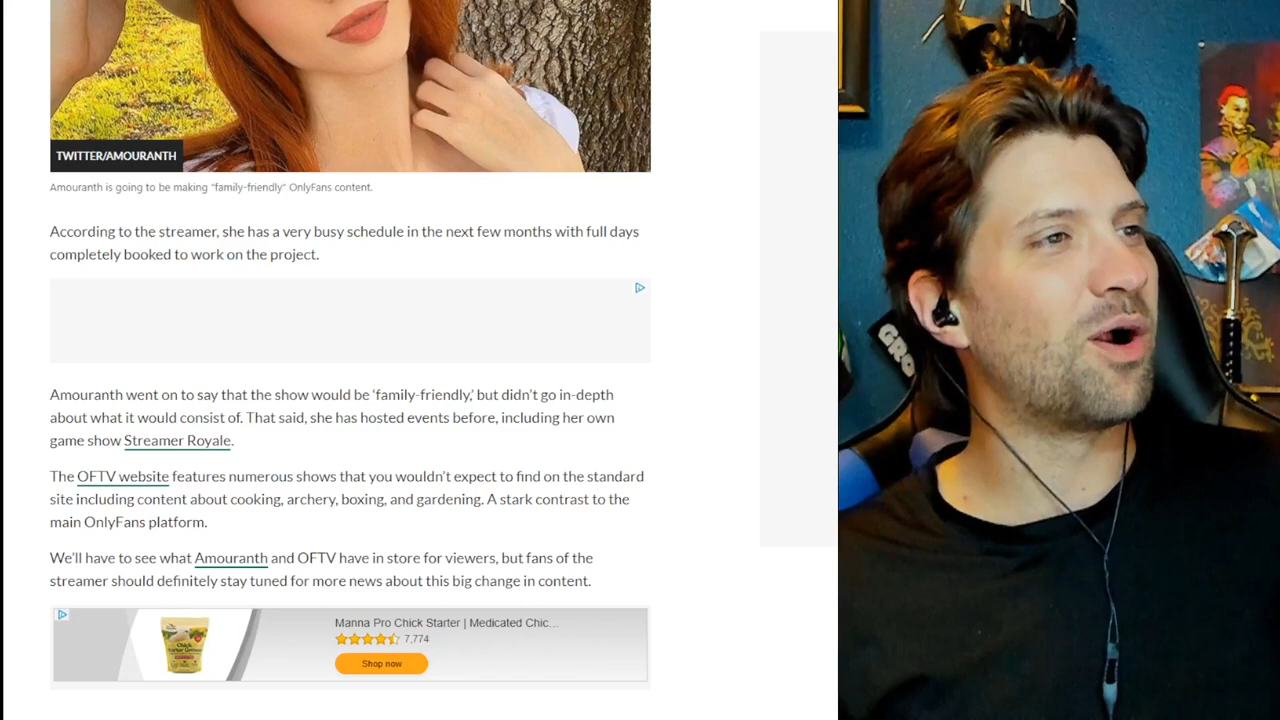 TWITTER/AMOURANTH
Amouranth is going to be making "family-friendly" OnlyFans content.
According to the streamer, she has a very busy schedule in the next few months with full days
completely booked to work on the project.
Amouranth went on to say that the show would be ‘family-friendly,’ but didn’t go in-depth
about what it would consist of. That said, she has hosted events before, including her own
game show Streamer Royale.
The OFTV website features numerous shows that you wouldn’t expect to find on the standard
site including content about cooking, archery, boxing, and gardening. A stark contrast to the
main OnlyFans platform.
We’ll have to see what Amouranth and OFTV have in store for viewers, but fans of the
streamer should definitely stay tuned for more news about this big change in content.
Manna Pro Chick Starter | Medicated Chic...
7,774
Shop now
GRO